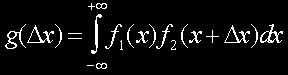 g(Δx) = ∫_{-∞}^{+∞} f₁(x) f₂(x + Δx) dx